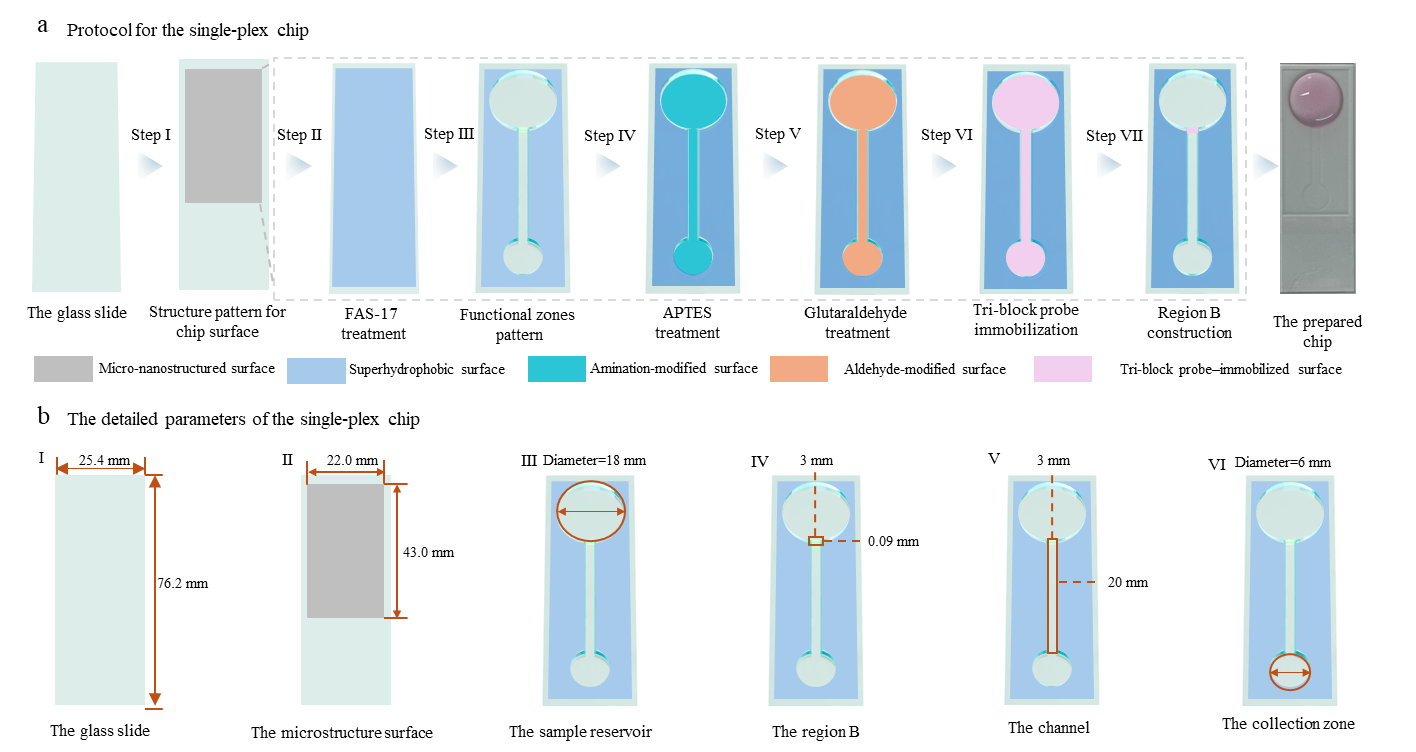 a Protocol for the single-plex chip
Step I
Step II
Step III
Step IV
Step V
Step VI
Step VII
The glass slide
Structure pattern for
chip surface
FAS-17
treatment
Functional zones
pattern
APTES
treatment
Glutaraldehyde
treatment
Tri-block probe
immobilization
Region B
construction
The prepared
chip
Micro-nanostructured surface
Superhydrophobic surface
Amination-modified surface
Aldehyde-modified surface
Tri-block probe–immobilized surface
b The detailed parameters of the single-plex chip
I
25.4 mm
76.2 mm
The glass slide
II
22.0 mm
43.0 mm
The microstructure surface
III Diameter=18 mm
The sample reservoir
IV
3 mm
0.09 mm
The region B
V
3 mm
20 mm
The channel
VI Diameter=6 mm
The collection zone